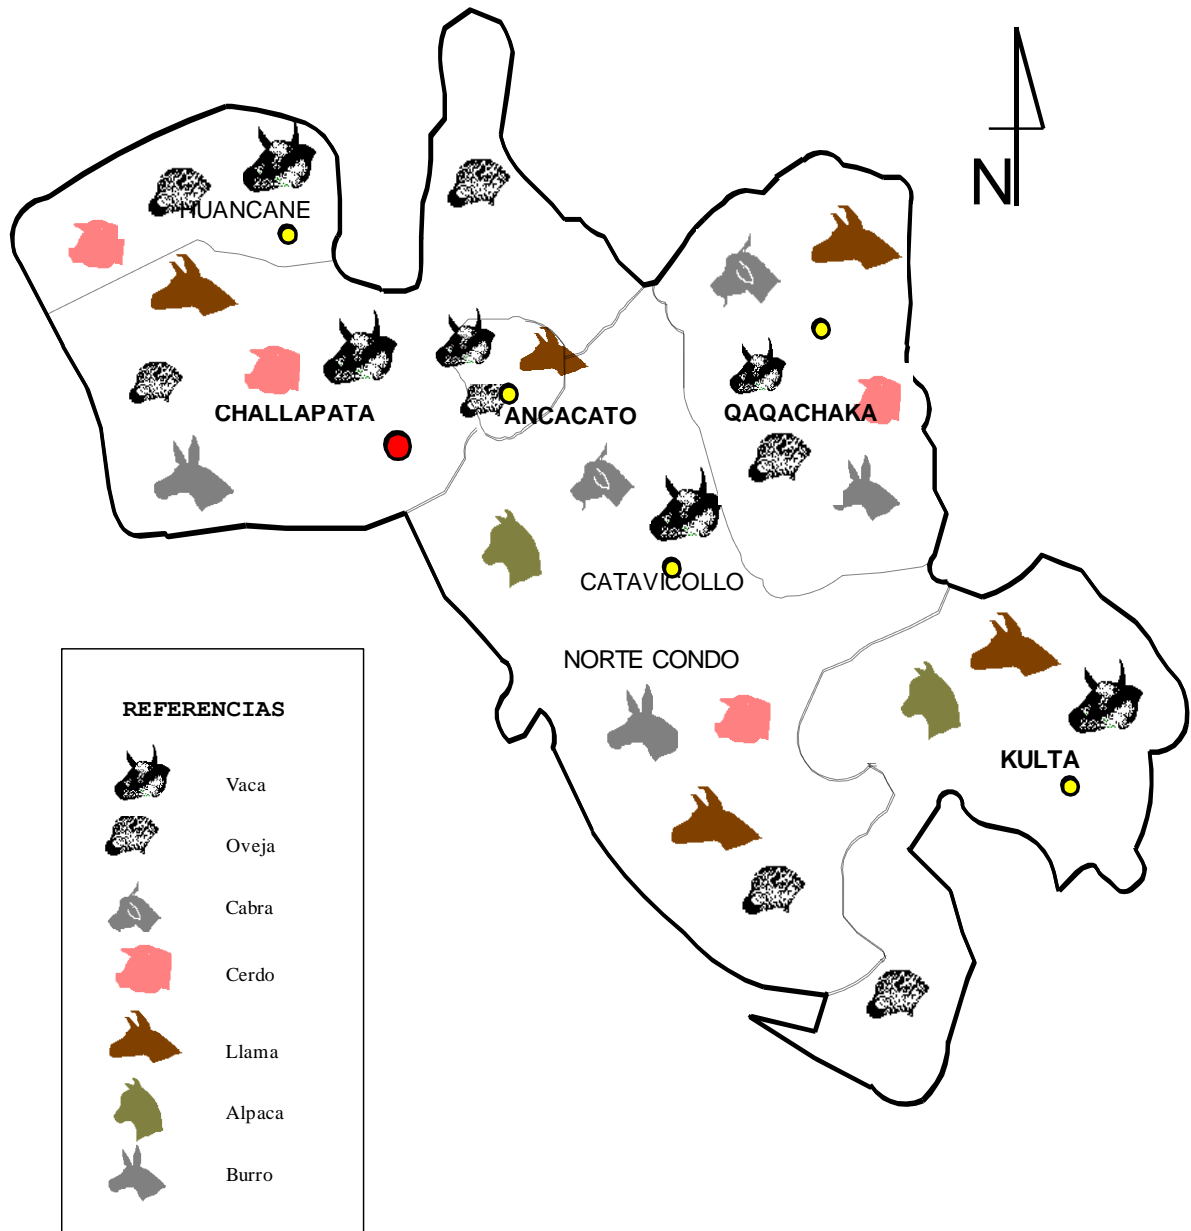 N
HUANCANE
CHALLAPATA
ANCACATO
QAQACHAKA
CATAVICOLLO
NORTE CONDO
KULTA
REFERENCIAS
Vaca
Oveja
Cabra
Cerdo
Llama
Alpaca
Burro